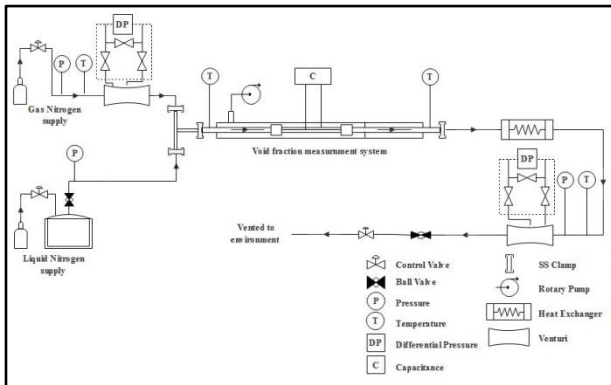 DP
P
T
Gas Nitrogen
supply
T
C
T
Void fraction measurnment system
P
DP
P
T
Liquid Nitrogen
supply
Vented to
environment
Control Valve
Ball Valve
P Pressure
T Temperature
DP Differential Pressure
C Capacitance
SS Clamp
Rotary Pump
Heat Exchanger
Venturi